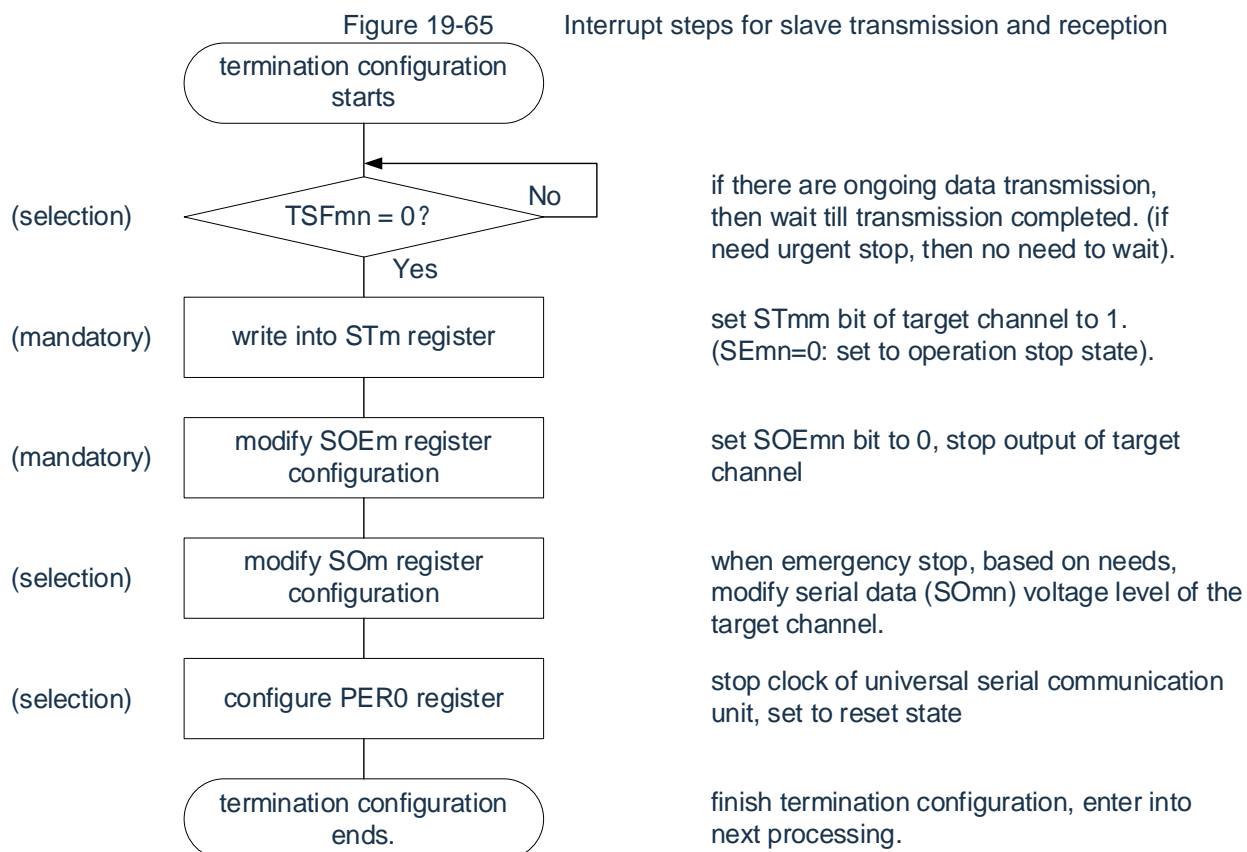 Figure 19-65 Interrupt steps for slave transmission and reception
termination configuration
starts
No
(selection)
TSFmn = 0?
if there are ongoing data transmission,
then wait till transmission completed. (if
need urgent stop, then no need to wait).
Yes
(mandatory)
write into STm register
set STmm bit of target channel to 1.
(SEmn=0: set to operation stop state).
(mandatory)
modify SOEm register
configuration
set SOEmn bit to 0, stop output of target
channel
(selection)
modify SOm register
configuration
when emergency stop, based on needs,
modify serial data (SOmn) voltage level of the
target channel.
(selection)
configure PER0 register
stop clock of universal serial communication
unit, set to reset state
termination configuration
ends.
finish termination configuration, enter into
next processing.